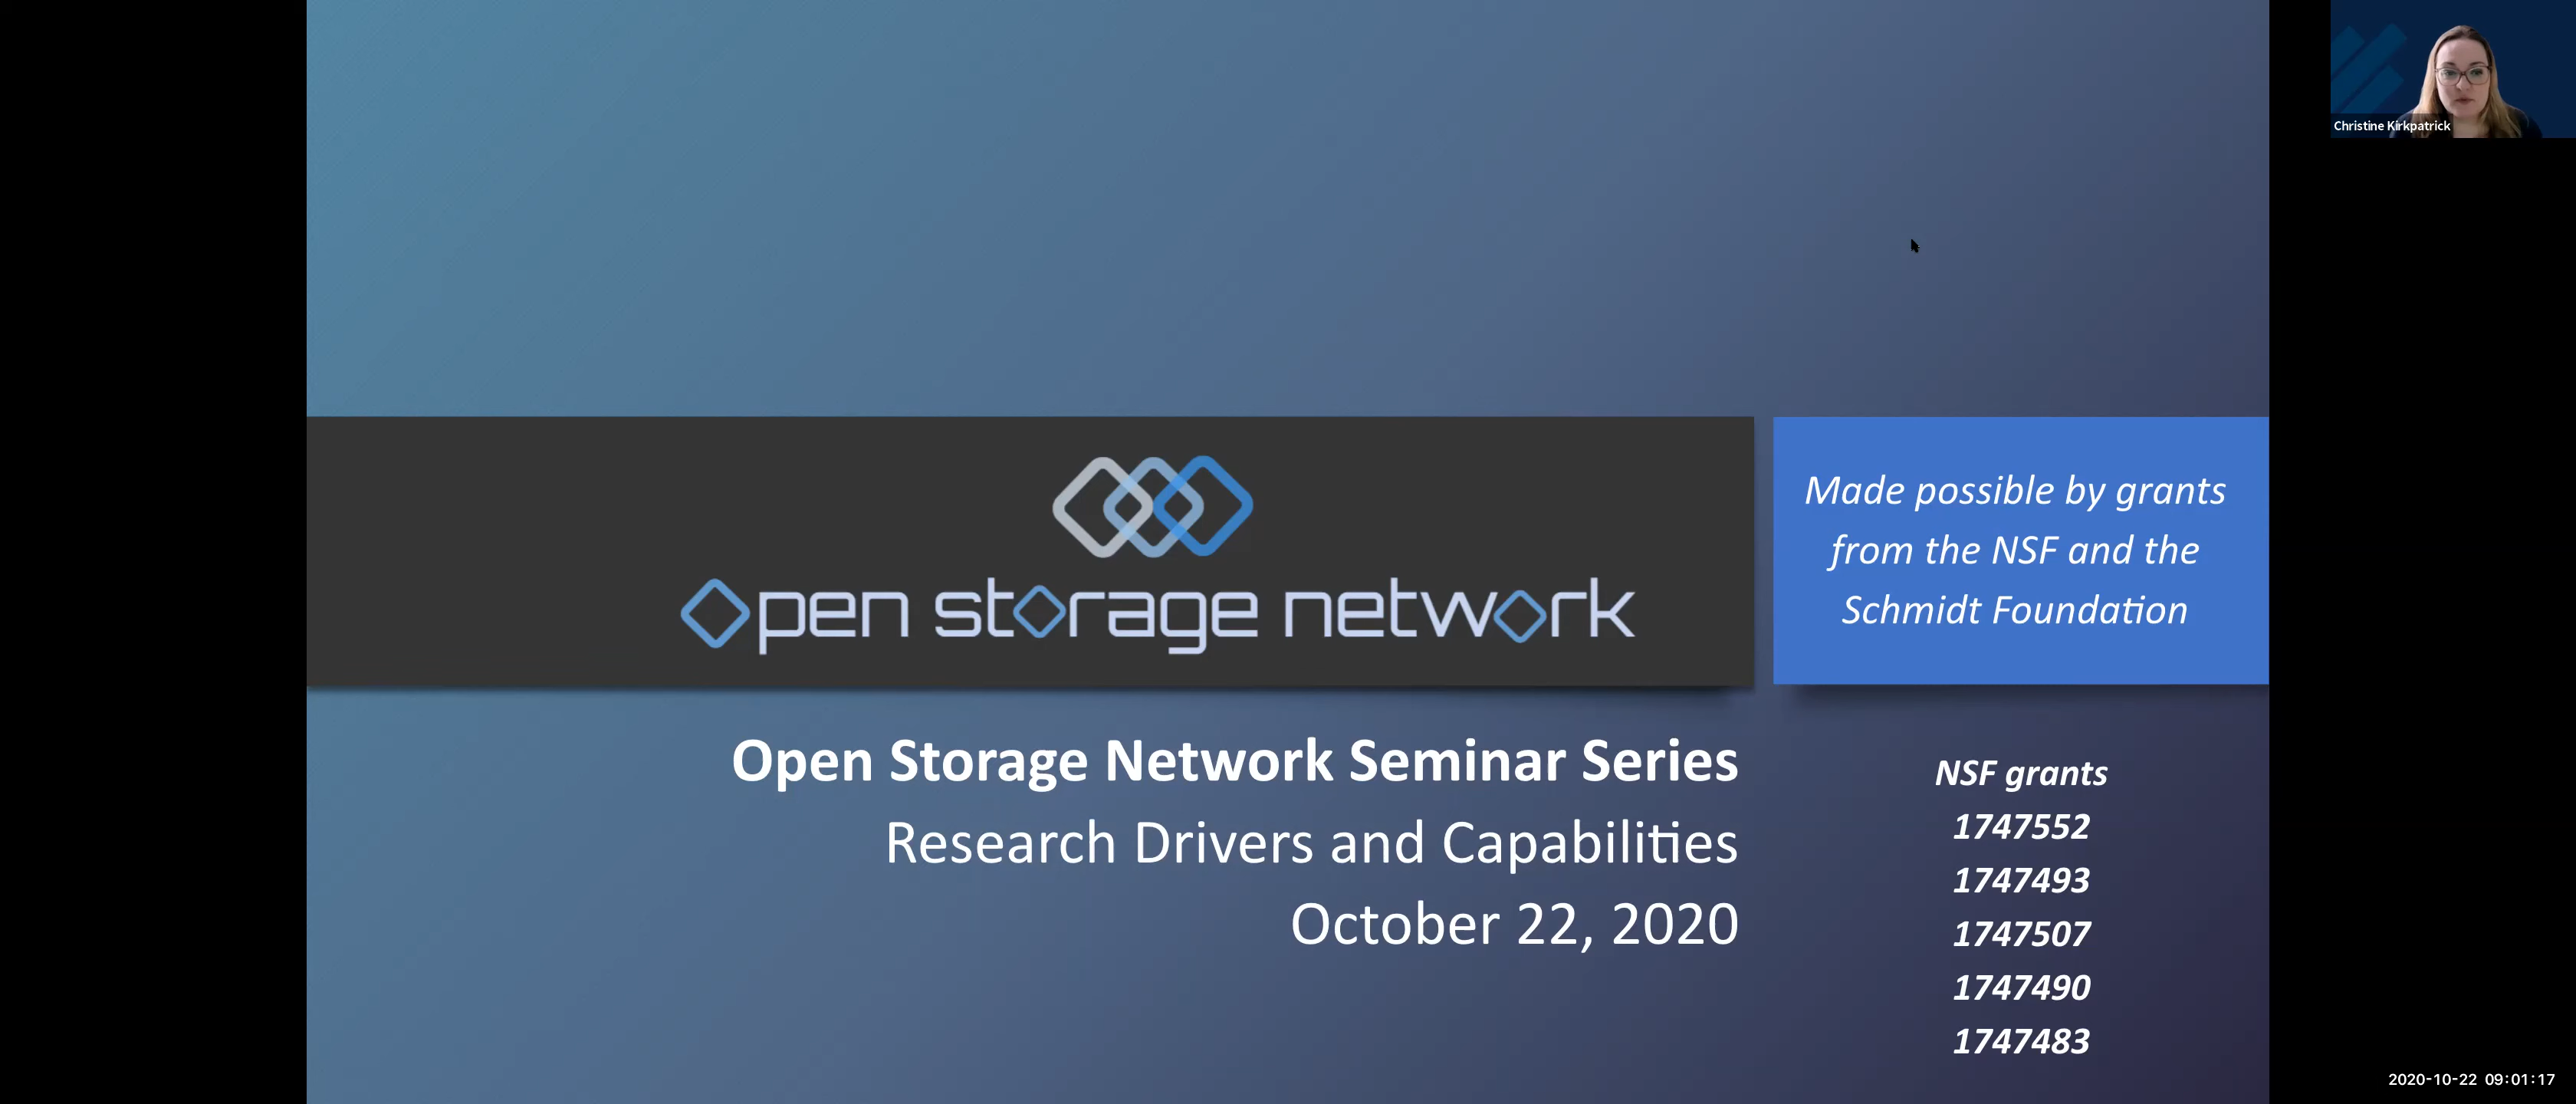 Christine Kirkpatrick
open storage network
Made possible by grants
from the NSF and the
Schmidt Foundation
Open Storage Network Seminar Series
Research Drivers and Capabilities
October 22, 2020
NSF grants
1747552
1747493
1747507
1747490
1747483
2020-10-22 09:01:17